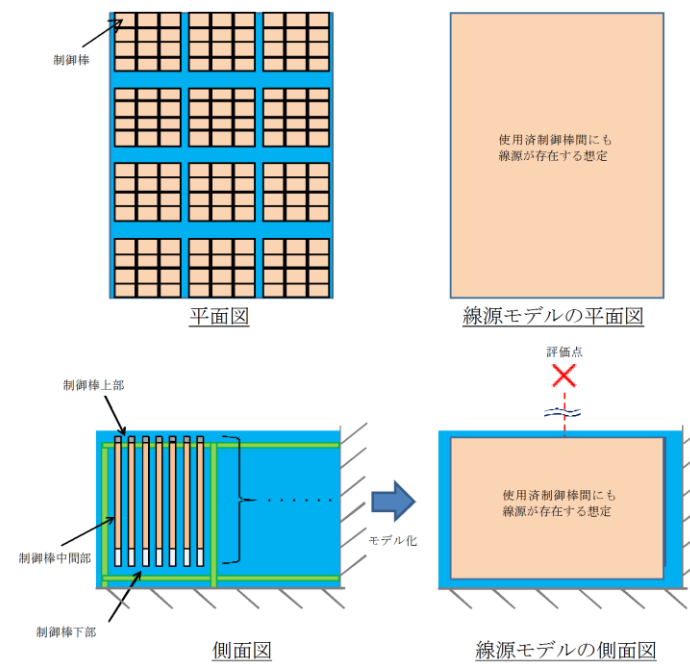 制御棒
使用済制御棒間にも
線源が存在する想定
平面図
線源モデルの平面図
評価点
制御棒上部
使用済制御棒間にも
線源が存在する想定
モデル化
制御棒中間部
制御棒下部
側面図
線源モデルの側面図